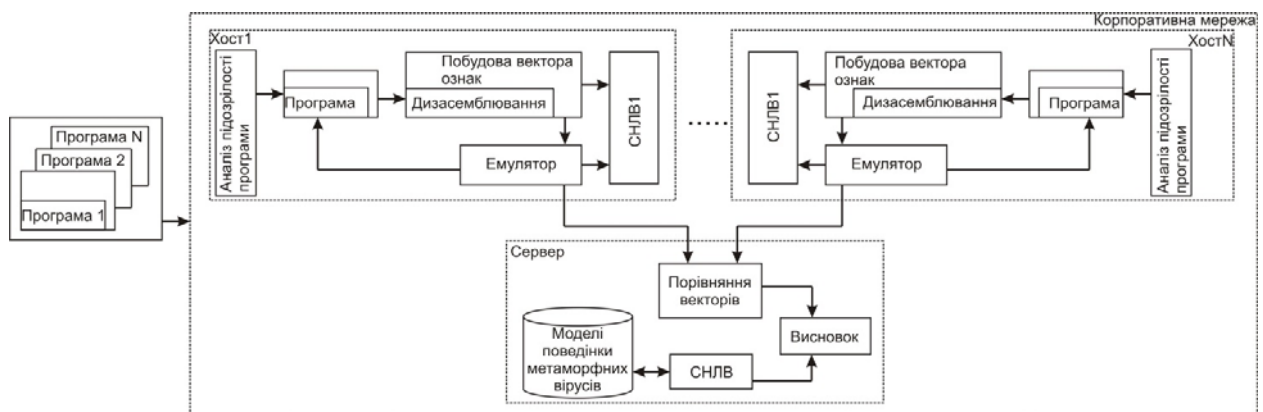 Корпоративна мережа
Хост1
ХостN
Аналіз підозрілості
програми
Програма
Побудова вектора
ознак
Дизасемблювання
Емулятор
СНЛВ1
.....
СНЛВ1
Побудова вектора
ознак
Дизасемблювання
Емулятор
Програма
Аналіз підозрілості
програми
Програма N
Програма 2
Програма 1
Сервер
Порівняння
векторів
Висновок
Моделі
поведінки
метаморфних
вірусів
СНЛВ